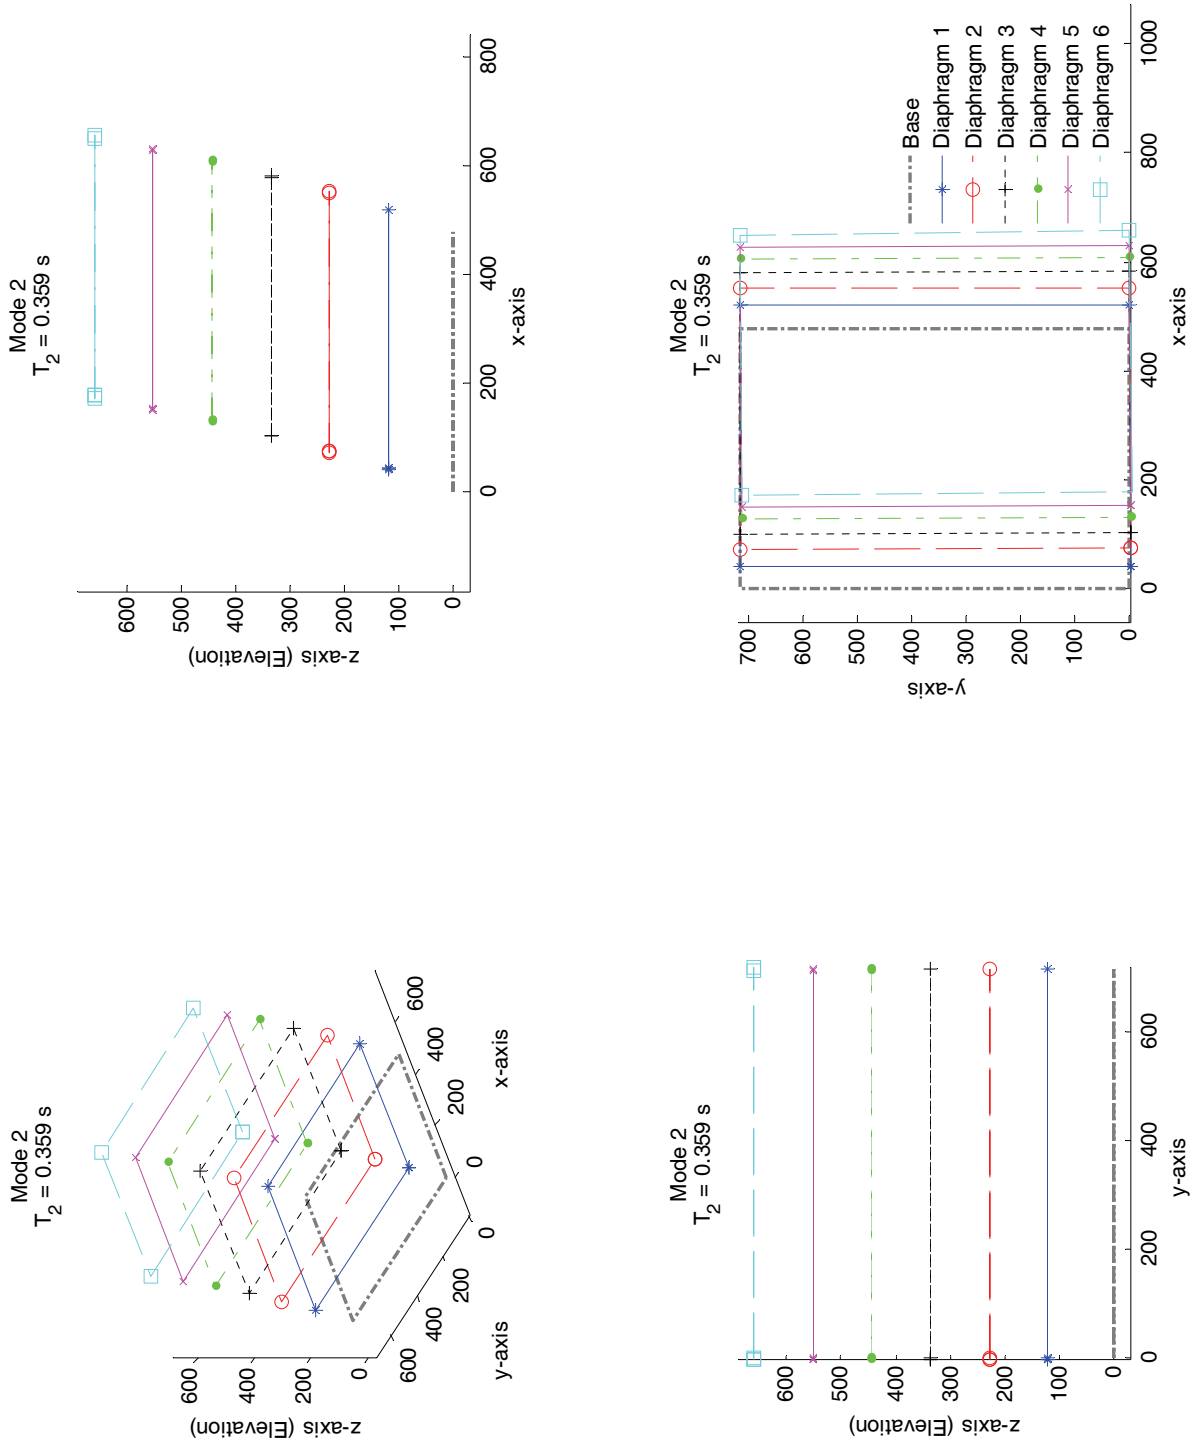 Mode 2
T2 = 0.359 s
z-axis (Elevation)
600
400
200
0
y-axis
600
400
200
0
x-axis
0
200
400
600
Mode 2
T2 = 0.359 s
z-axis (Elevation)
600
500
400
300
200
100
0
0
200
400
600
800
x-axis
Mode 2
T2 = 0.359 s
z-axis (Elevation)
600
500
400
300
200
100
0
0
200
400
600
y-axis
Mode 2
T2 = 0.359 s
y-axis
700
600
500
400
300
200
100
0
0
200
400
600
800
1000
x-axis
Base
Diaphragm 1
Diaphragm 2
Diaphragm 3
Diaphragm 4
Diaphragm 5
Diaphragm 6